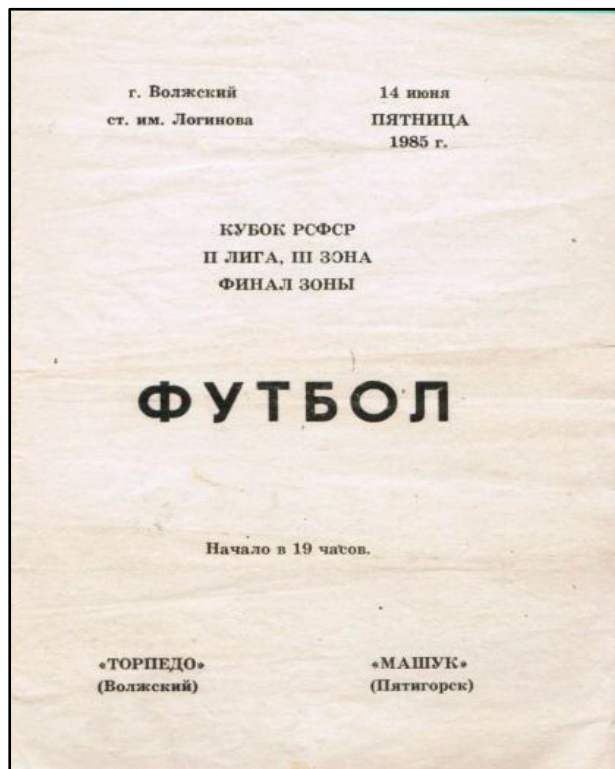 г. Волжский
ст. им. Логинова
14 июня
ПЯТНИЦА
1985 г.
КУБОК РСФСР
II ЛИГА, III ЗОНА
ФИНАЛ ЗОНЫ
ФУТБОЛ
Начало в 19 часов.
«ТОРПЕДО»
(Волжский)
«МАШУК»
(Пятигорск)